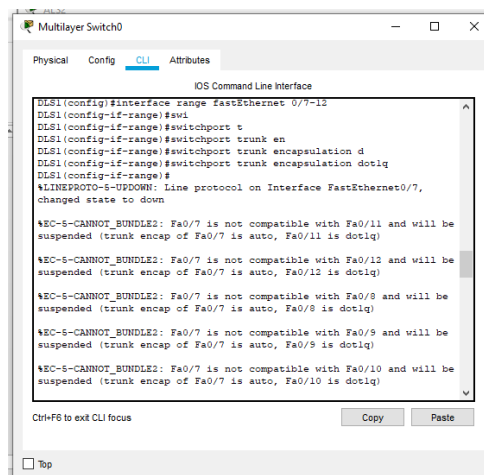 ALS2
Multilayer Switch0
Physical Config CLI Attributes
IOS Command Line Interface
DLS1(config)#interface range fastEthernet 0/7-12
DLS1(config-if-range)#swi
DLS1(config-if-range)#switchport t
DLS1(config-if-range)#switchport trunk en
DLS1(config-if-range)#switchport trunk encapsulation d
DLS1(config-if-range)#switchport trunk encapsulation dot1q
DLS1(config-if-range)#
%LINEPROTO-5-UPDOWN: Line protocol on Interface FastEthernet0/7,
changed state to down
%EC-5-CANNOT_BUNDLE2: Fa0/7 is not compatible with Fa0/11 and will be
suspended (trunk encap of Fa0/7 is auto, Fa0/11 is dot1q)
%EC-5-CANNOT_BUNDLE2: Fa0/7 is not compatible with Fa0/12 and will be
suspended (trunk encap of Fa0/7 is auto, Fa0/12 is dot1q)
%EC-5-CANNOT_BUNDLE2: Fa0/7 is not compatible with Fa0/8 and will be
suspended (trunk encap of Fa0/7 is auto, Fa0/8 is dot1q)
%EC-5-CANNOT_BUNDLE2: Fa0/7 is not compatible with Fa0/9 and will be
suspended (trunk encap of Fa0/7 is auto, Fa0/9 is dot1q)
%EC-5-CANNOT_BUNDLE2: Fa0/7 is not compatible with Fa0/10 and will be
suspended (trunk encap of Fa0/7 is auto, Fa0/10 is dot1q)
Ctrl+F6 to exit CLI focus Copy Paste
Top